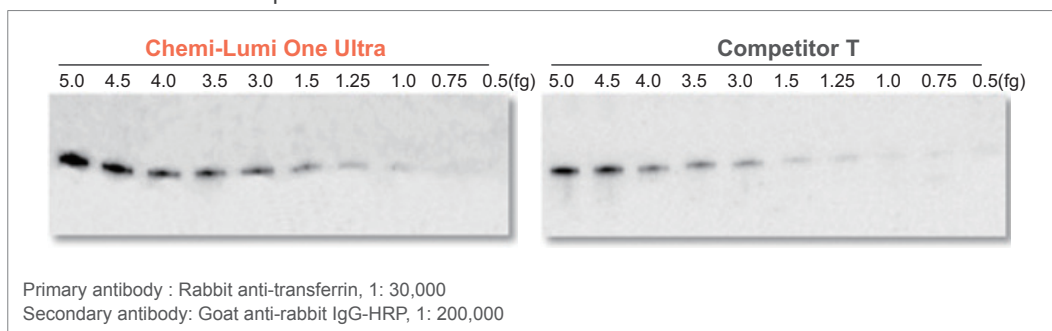 Chemi-Lumi One Ultra
5.0 4.5 4.0 3.5 3.0 1.5 1.25 1.0 0.75 0.5(fg)
Competitor T
5.0 4.5 4.0 3.5 3.0 1.5 1.25 1.0 0.75 0.5(fg)
Primary antibody : Rabbit anti-transferrin, 1: 30,000
Secondary antibody: Goat anti-rabbit IgG-HRP, 1: 200,000